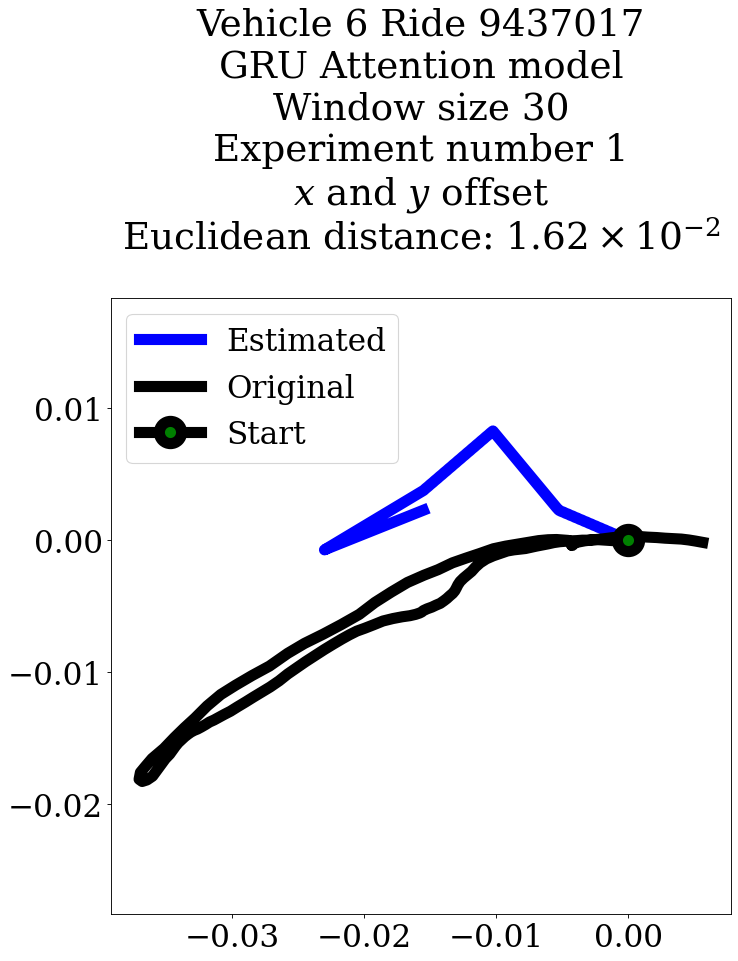 Vehicle 6 Ride 9437017
GRU Attention model
Window size 30
Experiment number 1
x and y offset
Euclidean distance: 1.62 × 10⁻²
Estimated
Original
Start
0.01
0.00
−0.01
−0.02
−0.03 −0.02 −0.01 0.00